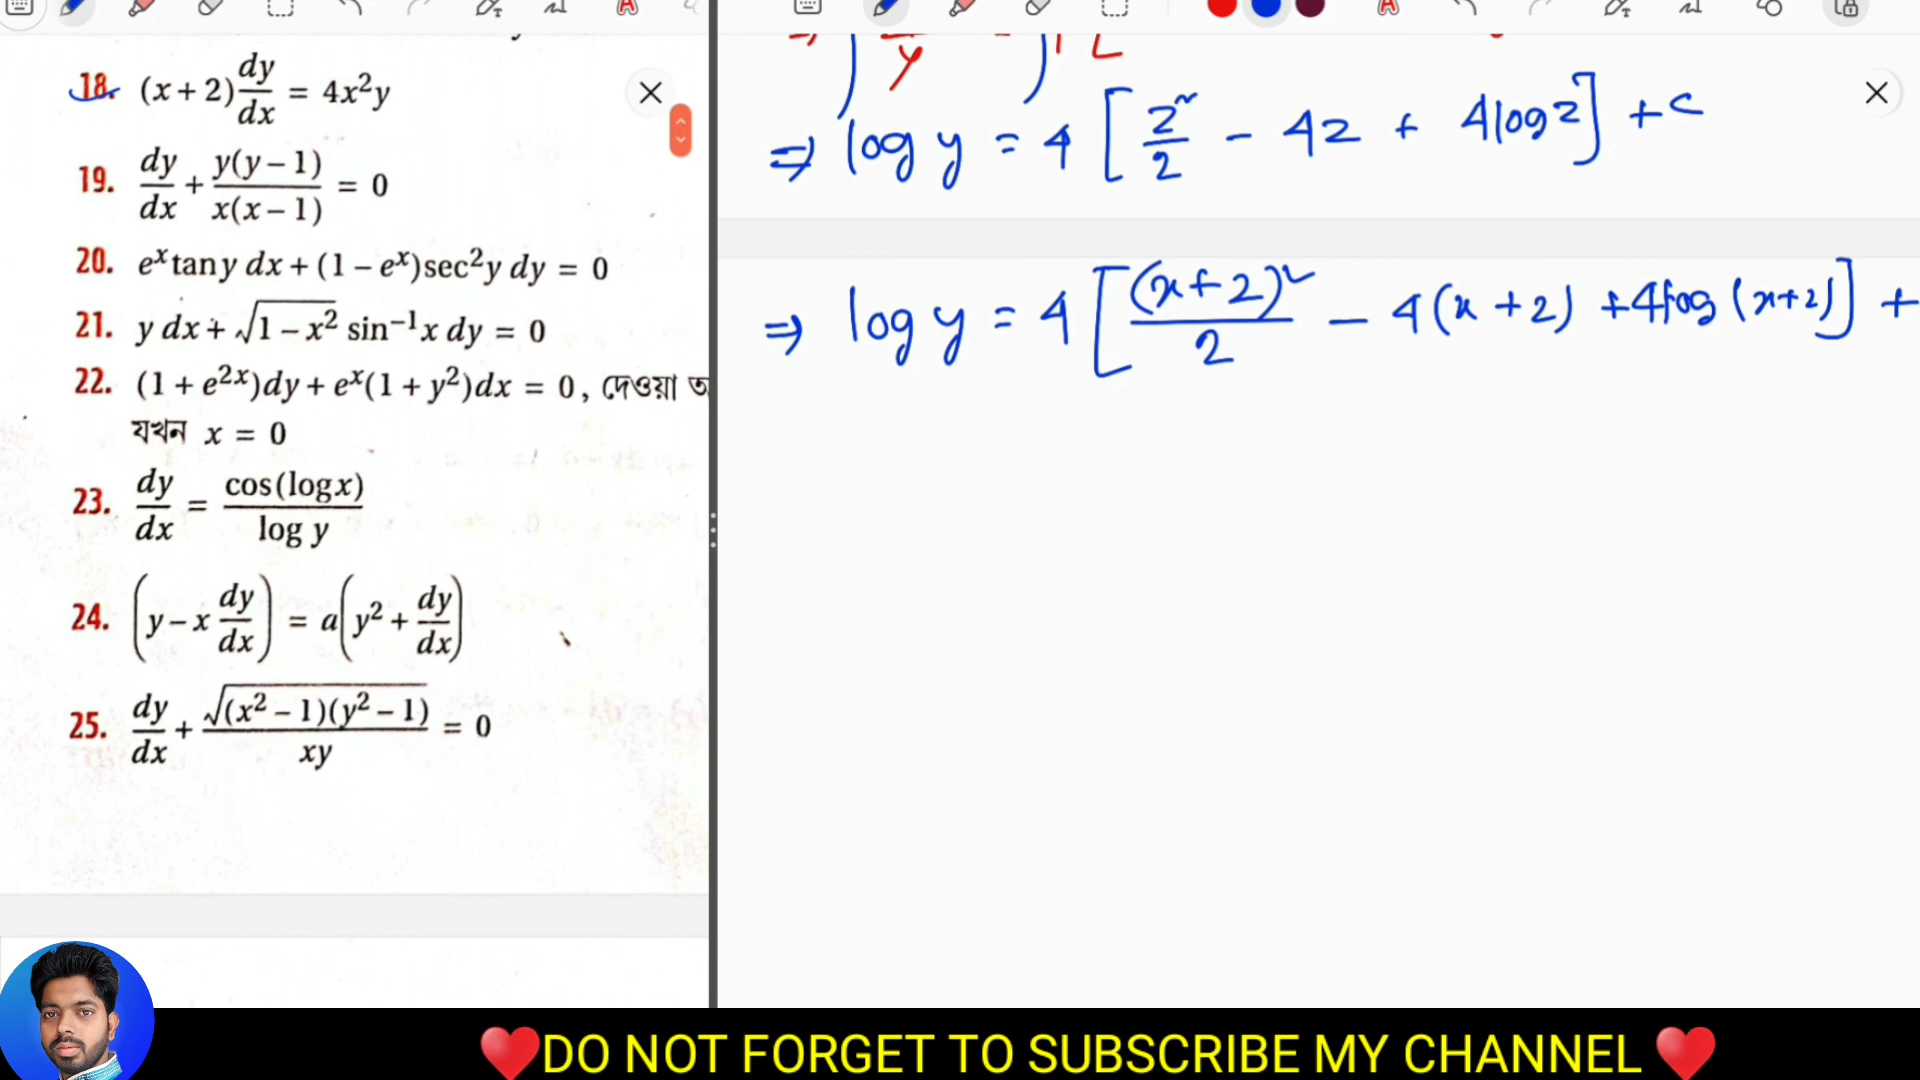 18. (x + 2) dy/dx = 4x²y
19. dy/dx + y(y – 1)/x(x – 1) = 0
20. eˣ tan y dx + (1 – eˣ) sec² y dy = 0
21. y dx + √(1 – x²) sin⁻¹ x dy = 0
22. (1 + e²ˣ)dy + eˣ(1 + y²)dx = 0, দেওয়া
যখন x = 0
23. dy/dx = cos(log x)/log y
24. (y – x dy/dx) = a(y² + dy/dx)
25. dy/dx + √((x² – 1)(y² – 1))/xy = 0
⇒ log y = 4 [z²/2 – 4z + 4 log z] + c
⇒ log y = 4 [(x+2)²/2 – 4(x + 2) + 4 log (x+2)] +
❤️DO NOT FORGET TO SUBSCRIBE MY CHANNEL❤️